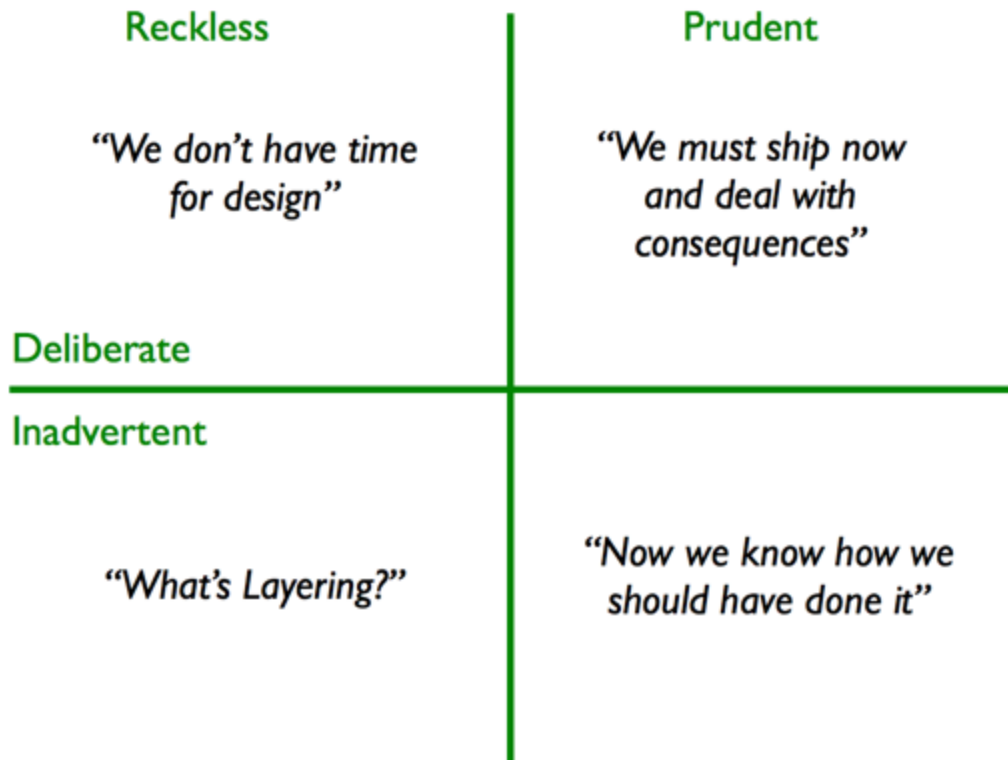 Reckless
Prudent
“We don’t have time
for design”
“We must ship now
and deal with
consequences”
Deliberate
Inadvertent
“What’s Layering?”
“Now we know how we
should have done it”